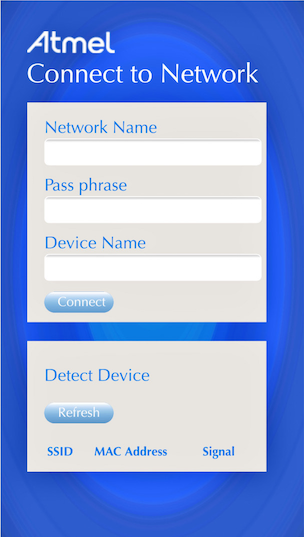 Atmel
Connect to Network
Network Name
Pass phrase
Device Name
Connect
Detect Device
Refresh
SSID MAC Address Signal